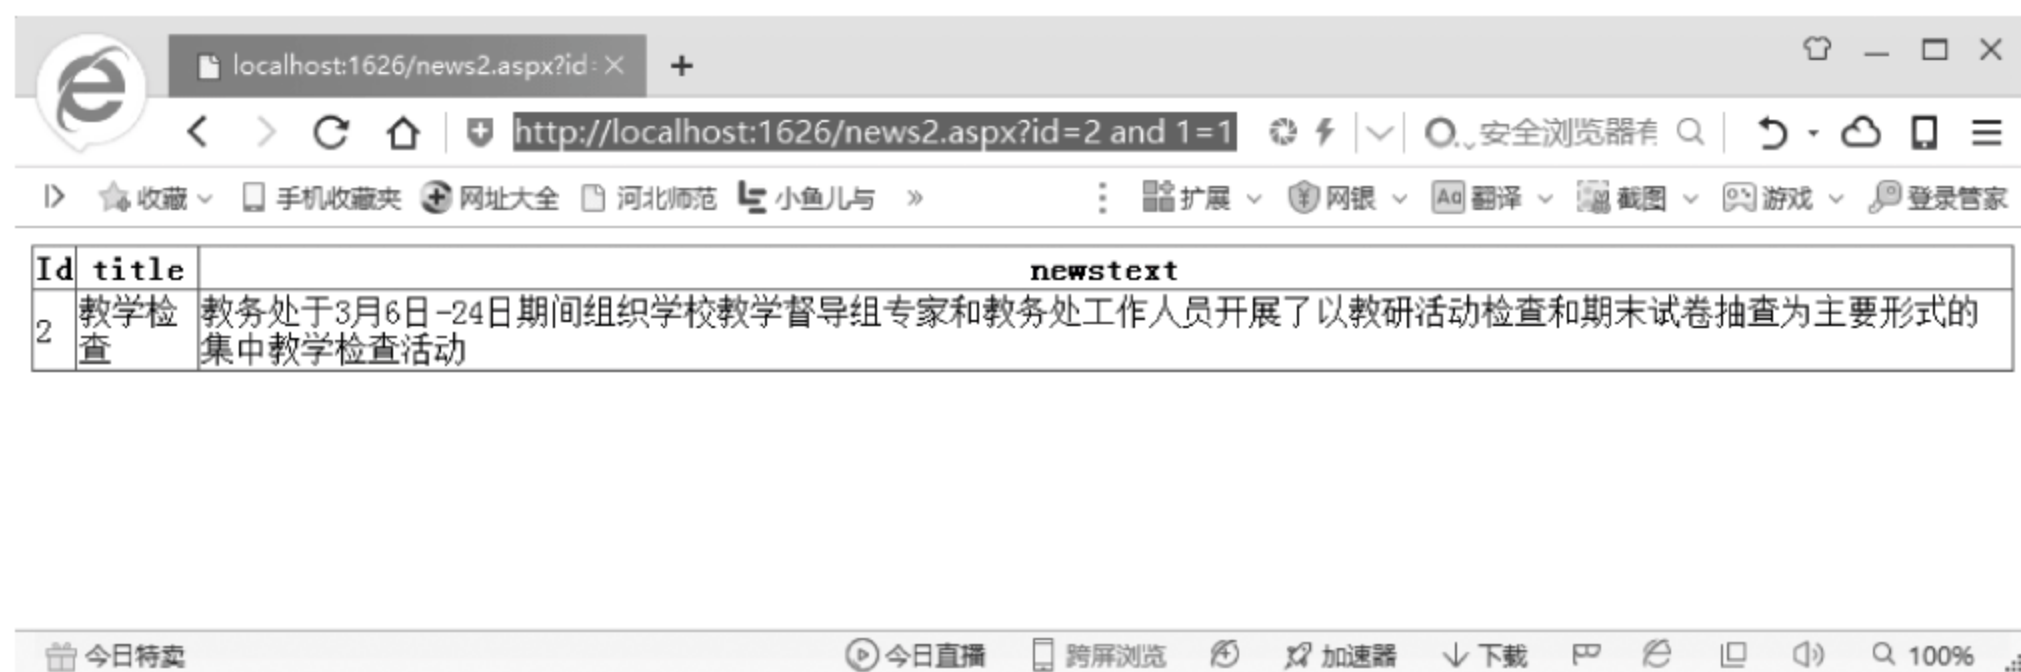 localhost:1626/news2.aspx?id=
http://localhost:1626/news2.aspx?id=2 and 1=1
安全浏览器有
收藏 手机收藏夹 网址大全 河北师范 小鱼儿与 » 扩展 网银 翻译 截图 游戏 登录管家
Id title newstext
2 教学检查 教务处于3月6日-24日期间组织学校教学督导组专家和教务处工作人员开展了以教研活动检查和期末试卷抽查为主要形式的
集中教学检查活动
今日特卖 今日直播 跨屏浏览 加速器 下载 100%